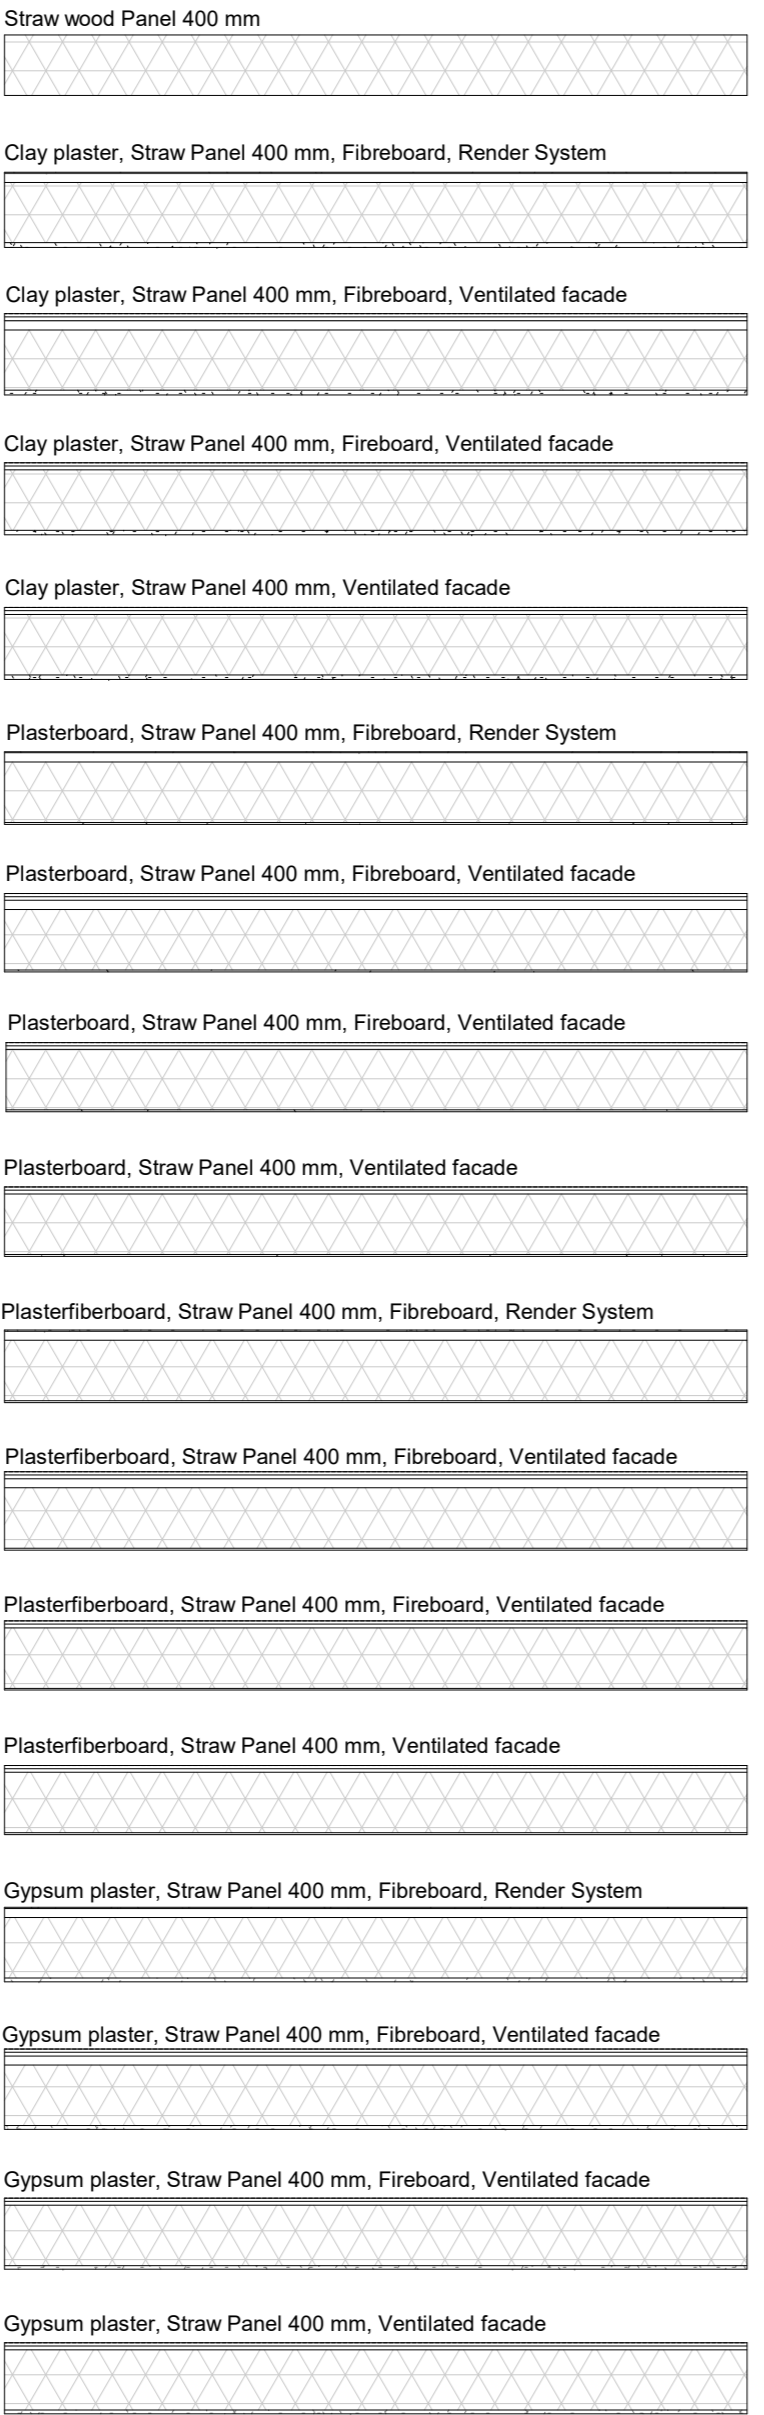 Straw wood Panel 400 mm
Clay plaster, Straw Panel 400 mm, Fibreboard, Render System
Clay plaster, Straw Panel 400 mm, Fibreboard, Ventilated facade
Clay plaster, Straw Panel 400 mm, Fireboard, Ventilated facade
Clay plaster, Straw Panel 400 mm, Ventilated facade
Plasterboard, Straw Panel 400 mm, Fibreboard, Render System
Plasterboard, Straw Panel 400 mm, Fibreboard, Ventilated facade
Plasterboard, Straw Panel 400 mm, Fireboard, Ventilated facade
Plasterboard, Straw Panel 400 mm, Ventilated facade
Plasterfiberboard, Straw Panel 400 mm, Fibreboard, Render System
Plasterfiberboard, Straw Panel 400 mm, Fibreboard, Ventilated facade
Plasterfiberboard, Straw Panel 400 mm, Fireboard, Ventilated facade
Plasterfiberboard, Straw Panel 400 mm, Ventilated facade
Gypsum plaster, Straw Panel 400 mm, Fibreboard, Render System
Gypsum plaster, Straw Panel 400 mm, Fibreboard, Ventilated facade
Gypsum plaster, Straw Panel 400 mm, Fireboard, Ventilated facade
Gypsum plaster, Straw Panel 400 mm, Ventilated facade